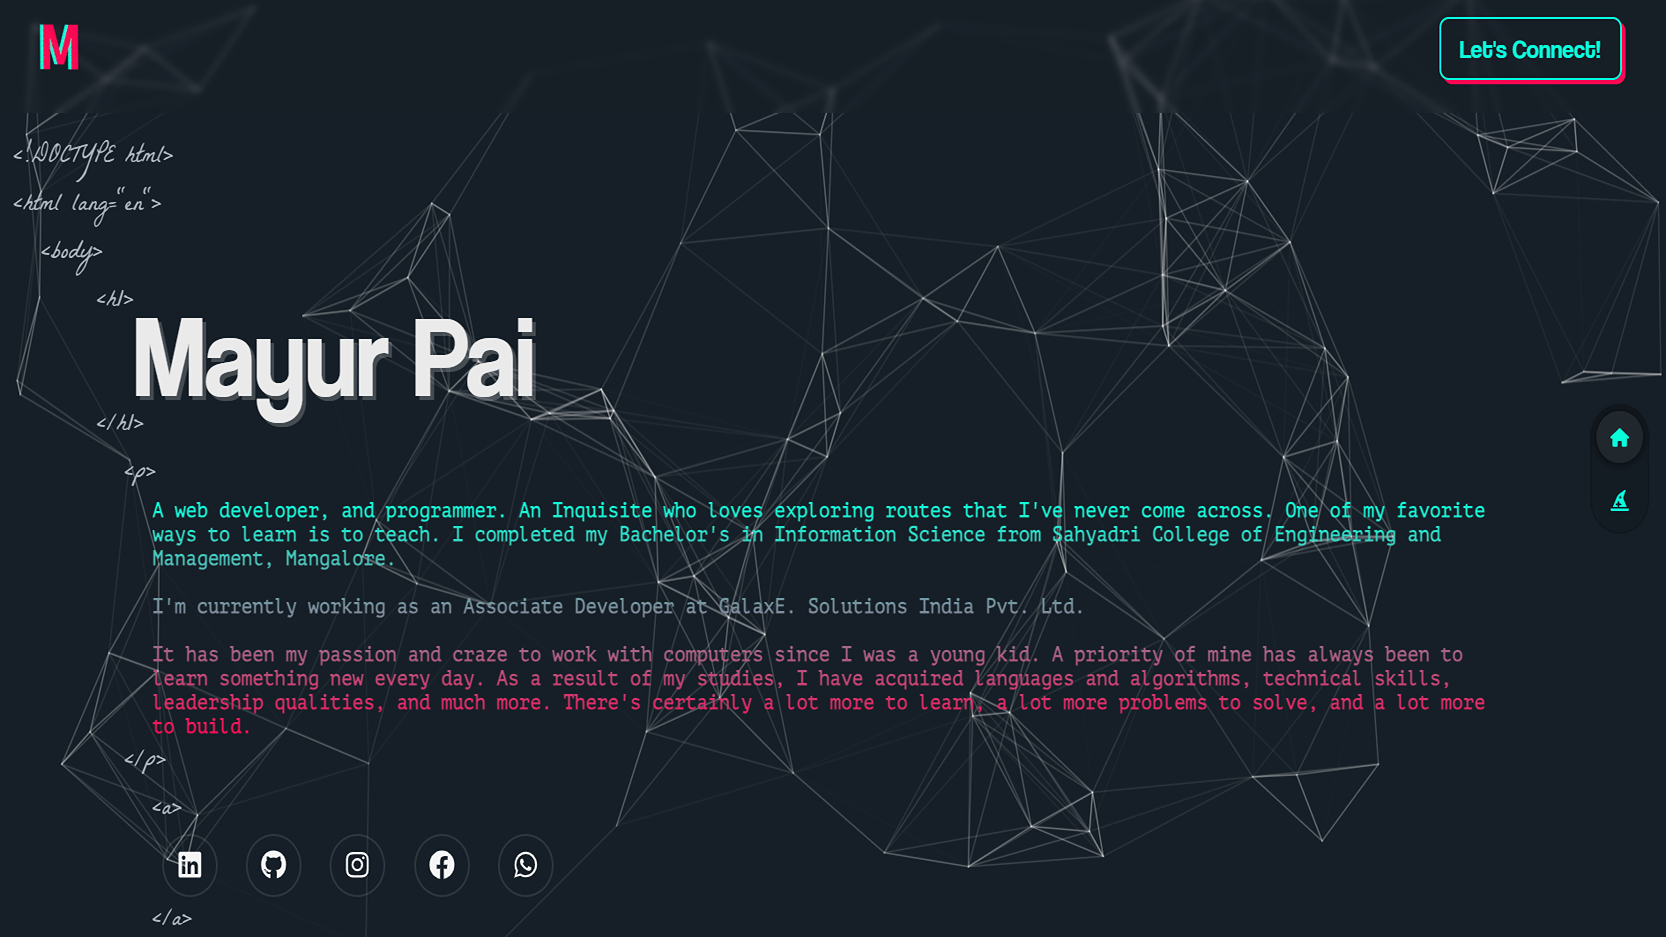 M
Let's Connect!
<!DOCTYPE html>
<html lang="en">
<body>
<h1>
Mayur Pai
</h1>
<p>
A web developer, and programmer. An Inquisite who loves exploring routes that I've never come across. One of my favorite
ways to learn is to teach. I completed my Bachelor's in Information Science from Sahyadri College of Engineering and
Management, Mangalore.
I'm currently working as an Associate Developer at GalaxE. Solutions India Pvt. Ltd.
It has been my passion and craze to work with computers since I was a young kid. A priority of mine has always been to
learn something new every day. As a result of my studies, I have acquired languages and algorithms, technical skills,
leadership qualities, and much more. There's certainly a lot more to learn, a lot more problems to solve, and a lot more
to build.
</p>
<a>
</a>